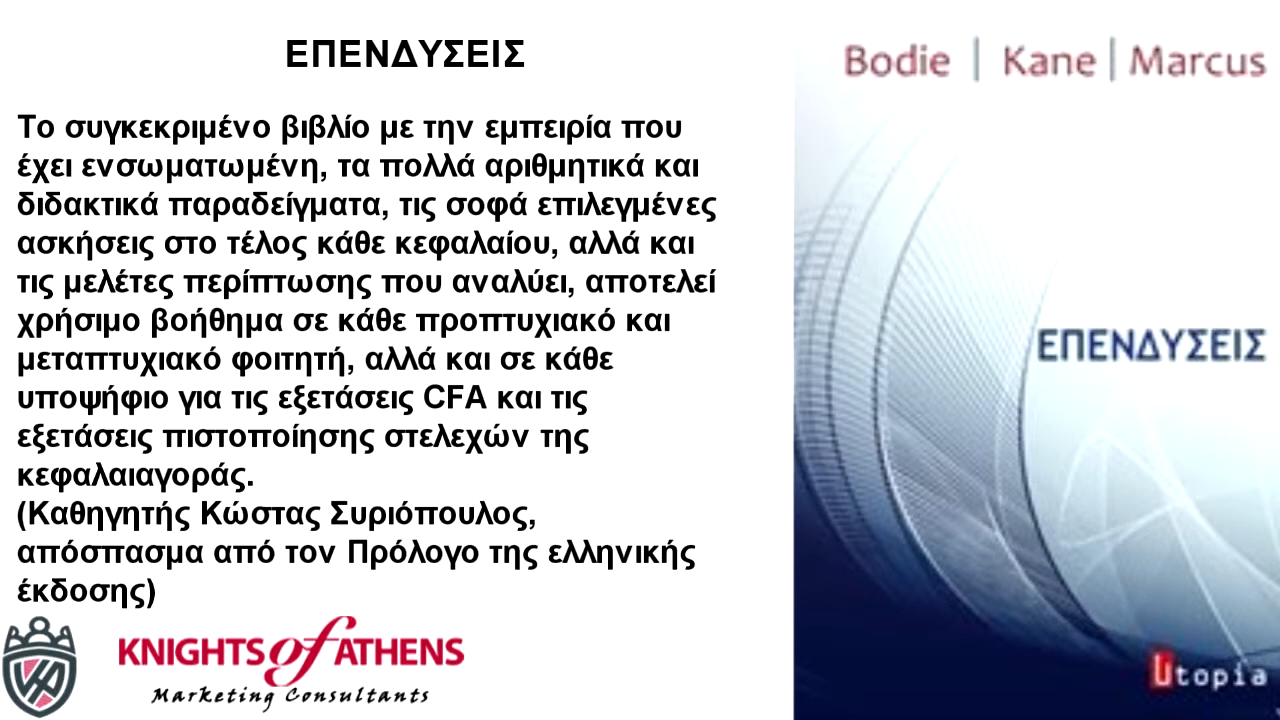 ΕΠΕΝΔΥΣΕΙΣ
Το συγκεκριμένο βιβλίο με την εμπειρία που
έχει ενσωματωμένη, τα πολλά αριθμητικά και
διδακτικά παραδείγματα, τις σοφά επιλεγμένες
ασκήσεις στο τέλος κάθε κεφαλαίου, αλλά και
τις μελέτες περίπτωσης που αναλύει, αποτελεί
χρήσιμο βοήθημα σε κάθε προπτυχιακό και
μεταπτυχιακό φοιτητή, αλλά και σε κάθε
υποψήφιο για τις εξετάσεις CFA και τις
εξετάσεις πιστοποίησης στελεχών της
κεφαλαιαγοράς.
(Καθηγητής Κώστας Συριόπουλος,
απόσπασμα από τον Πρόλογο της ελληνικής
έκδοσης)
KNIGHTS of ATHENS
Marketing Consultants
Bodie | Kane | Marcus
ΕΠΕΝΔΥΣΕΙΣ
Utopia